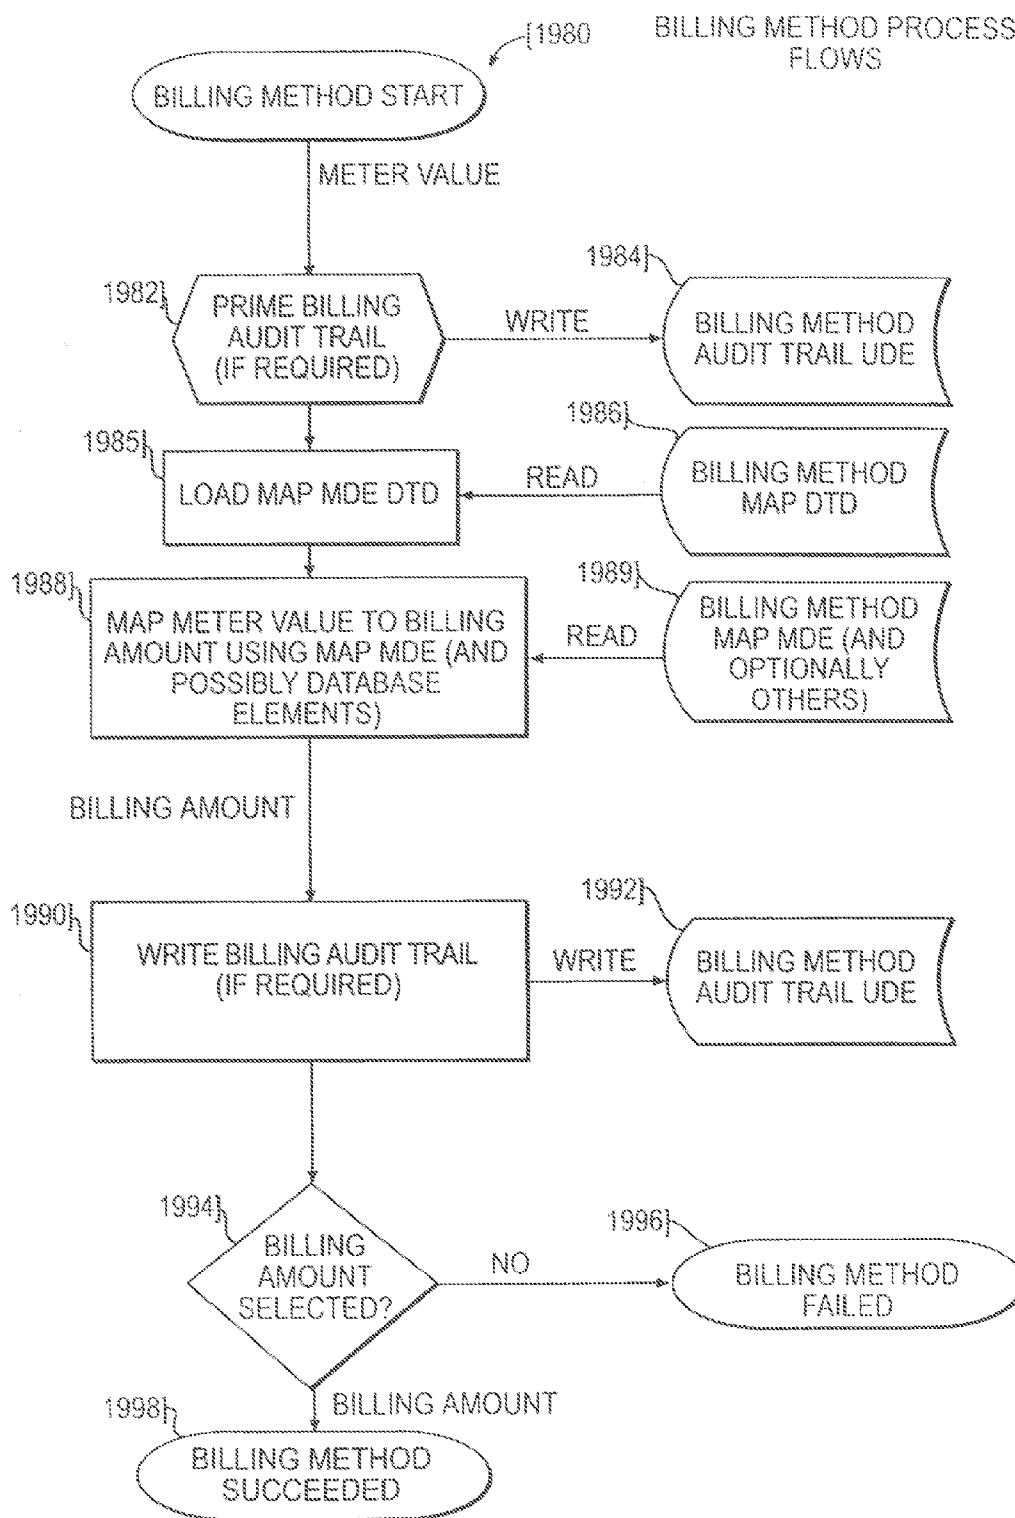 [1980
BILLING METHOD PROCESS
FLOWS
BILLING METHOD START
METER VALUE
1982]
PRIME BILLING
AUDIT TRAIL
(IF REQUIRED)
WRITE
1984]
BILLING METHOD
AUDIT TRAIL UDE
1985]
LOAD MAP MDE DTD
READ
1986]
BILLING METHOD
MAP DTD
1988]
MAP METER VALUE TO BILLING
AMOUNT USING MAP MDE (AND
POSSIBLY DATABASE
ELEMENTS)
READ
1989]
BILLING METHOD
MAP MDE (AND
OPTIONALLY
OTHERS)
BILLING AMOUNT
1990]
WRITE BILLING AUDIT TRAIL
(IF REQUIRED)
WRITE
1992]
BILLING METHOD
AUDIT TRAIL UDE
1994]
BILLING
AMOUNT
SELECTED?
NO
1996]
BILLING METHOD
FAILED
BILLING AMOUNT
1998]
BILLING METHOD
SUCCEEDED